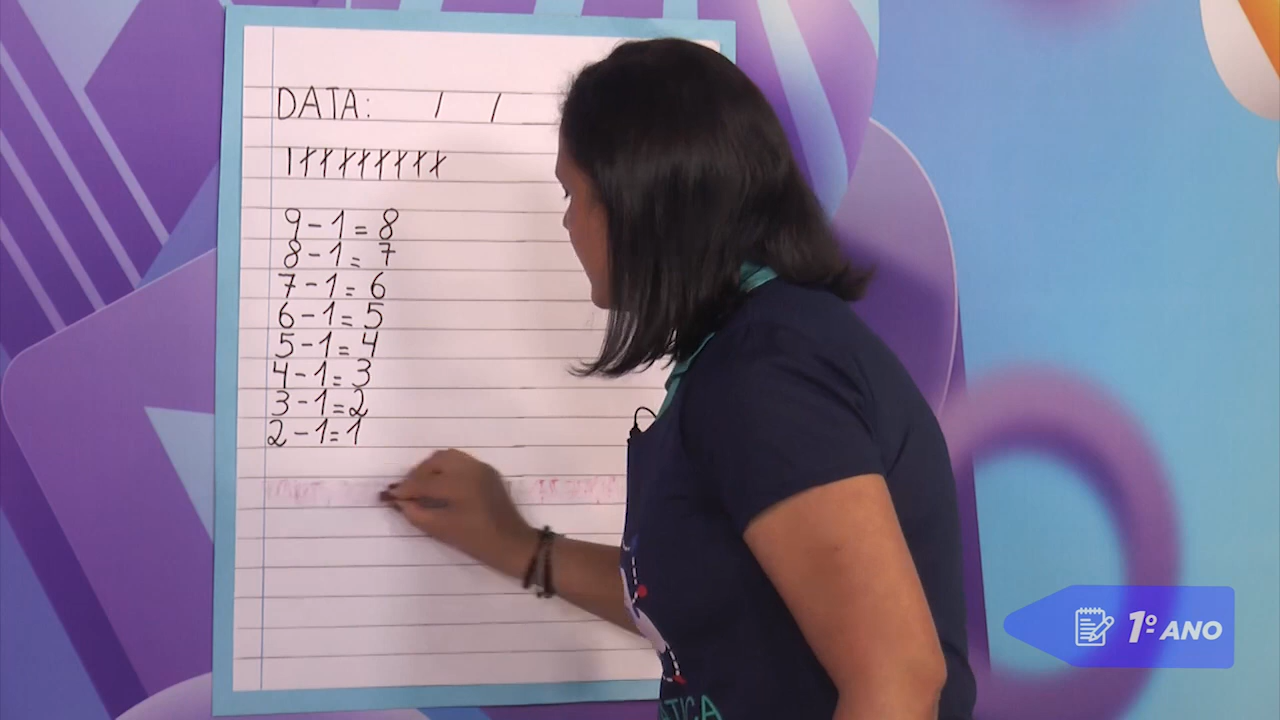 DATA: / /
9 - 1 = 8
8 - 1 = 7
7 - 1 = 6
6 - 1 = 5
5 - 1 = 4
4 - 1 = 3
3 - 1 = 2
2 - 1 = 1
1º ANO